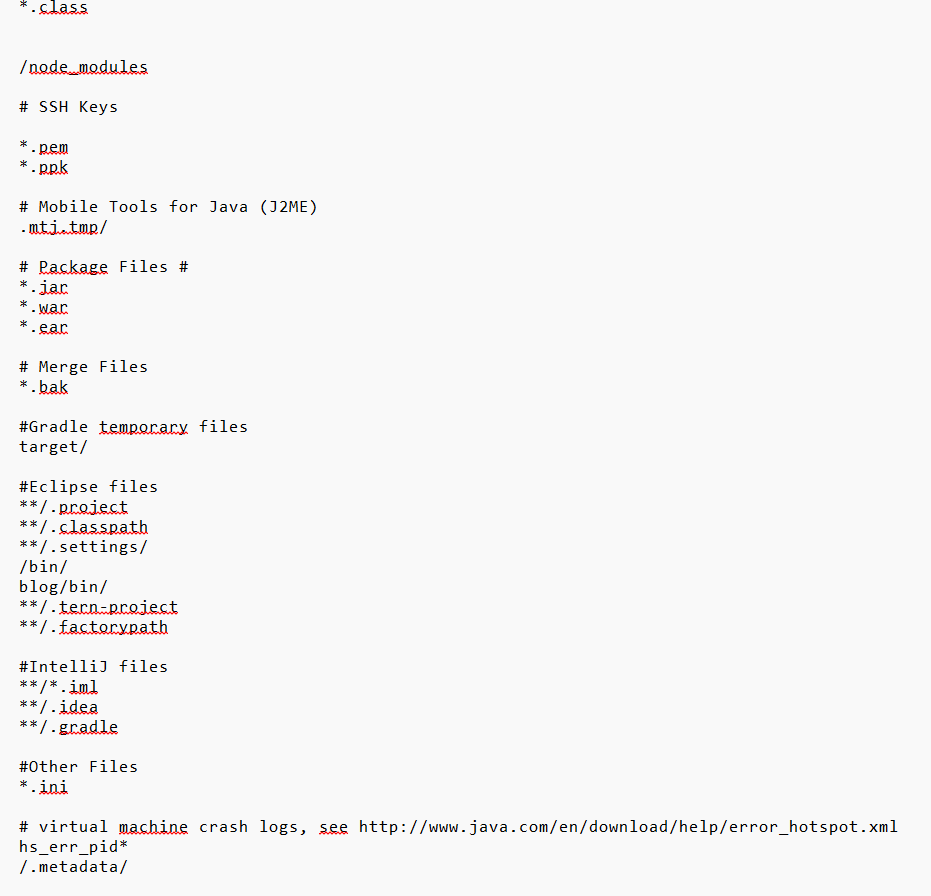 *.class
/node_modules
# SSH Keys
*.pem
*.ppk
# Mobile Tools for Java (J2ME)
.mtj.tmp/
# Package Files #
*.jar
*.war
*.ear
# Merge Files
*.bak
#Gradle temporary files
target/
#Eclipse files
**/.project
**/.classpath
**/.settings/
/bin/
blog/bin/
**/.tern-project
**/.factorypath
#IntelliJ files
**/*.iml
**/.idea
**/.gradle
#Other Files
*.ini
# virtual machine crash logs, see http://www.java.com/en/download/help/error_hotspot.xml
hs_err_pid*
/.metadata/